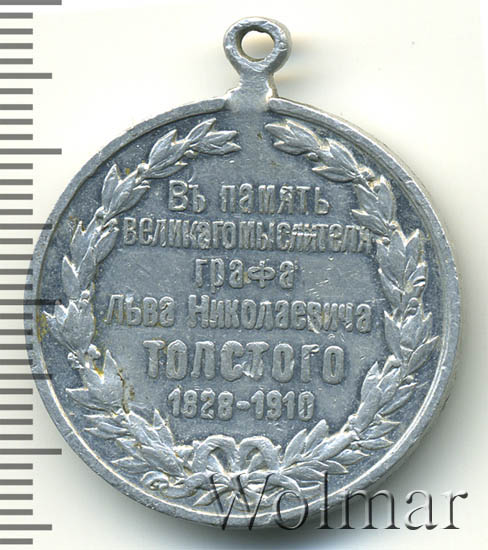 Въ память
великаго мыслителя
графа
Льва Николаевича
ТОЛСТОГО
1828-1910
Wolmar